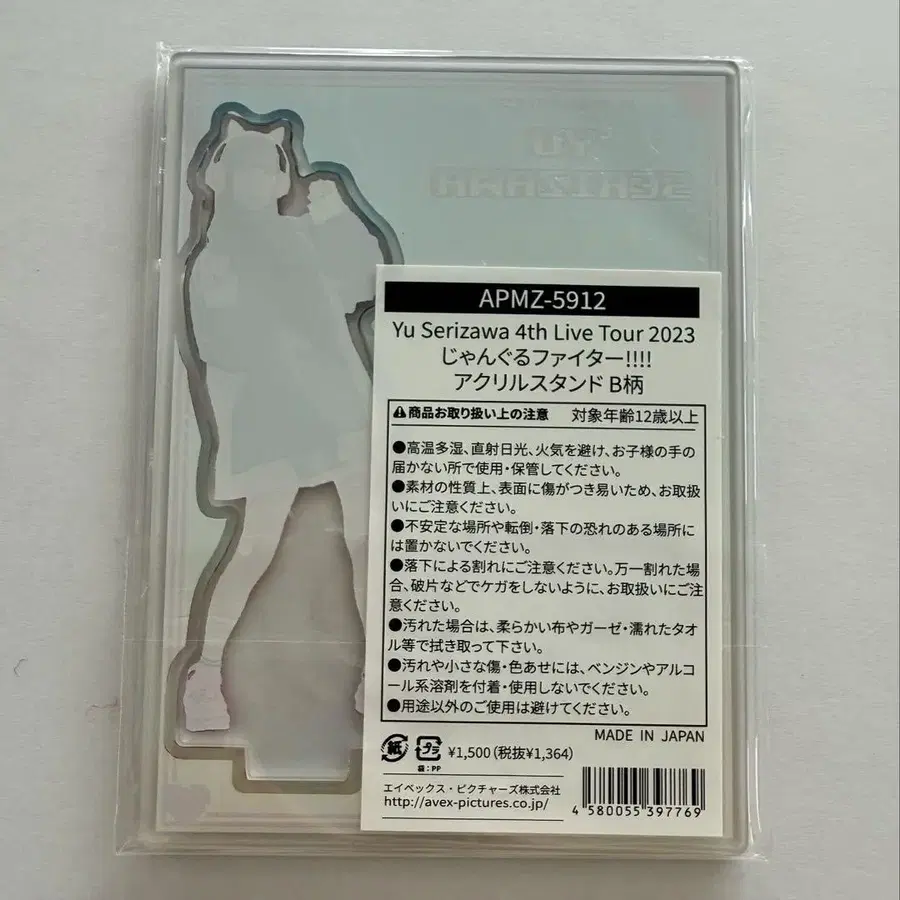 YU
SERIZAWA
APMZ-5912
Yu Serizawa 4th Live Tour 2023
じゃんぐるファイター!!!!
アクリルスタンド B柄
⚠商品お取り扱い上の注意 対象年齢12歳以上
●高温多湿、直射日光、火気を避け、お子様の手の
届かない所で使用・保管してください。
●素材の性質上、表面に傷がつき易いため、お取扱
いにご注意ください。
●不安定な場所や転倒・落下の恐れのある場所に
は置かないでください。
●落下による割れにご注意ください。万一割れた場
合、破片などでケガをしないように、お取扱いにご注
意ください。
●汚れた場合は、柔らかい布やガーゼ・濡れたタオ
ル等で拭き取って下さい。
●汚れや小さな傷・色あせには、ベンジンやアルコ
ール系溶剤を付着・使用しないでください。
●用途以外のご使用は避けてください。
MADE IN JAPAN
紙 プラ ¥1,500(税抜¥1,364)
袋：PP
エイベックス・ピクチャーズ株式会社
http://avex-pictures.co.jp/
4 580055 397769